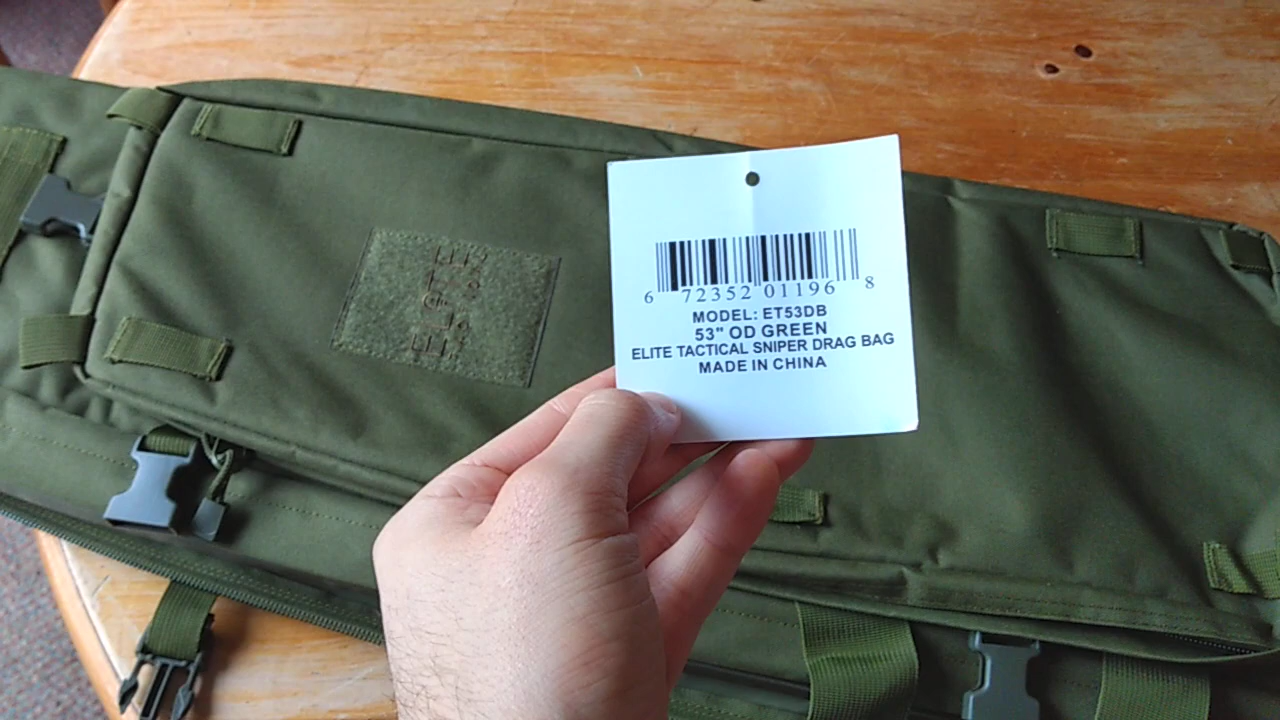 6 72352 01196 8
MODEL: ET53DB
53" OD GREEN
ELITE TACTICAL SNIPER DRAG BAG
MADE IN CHINA